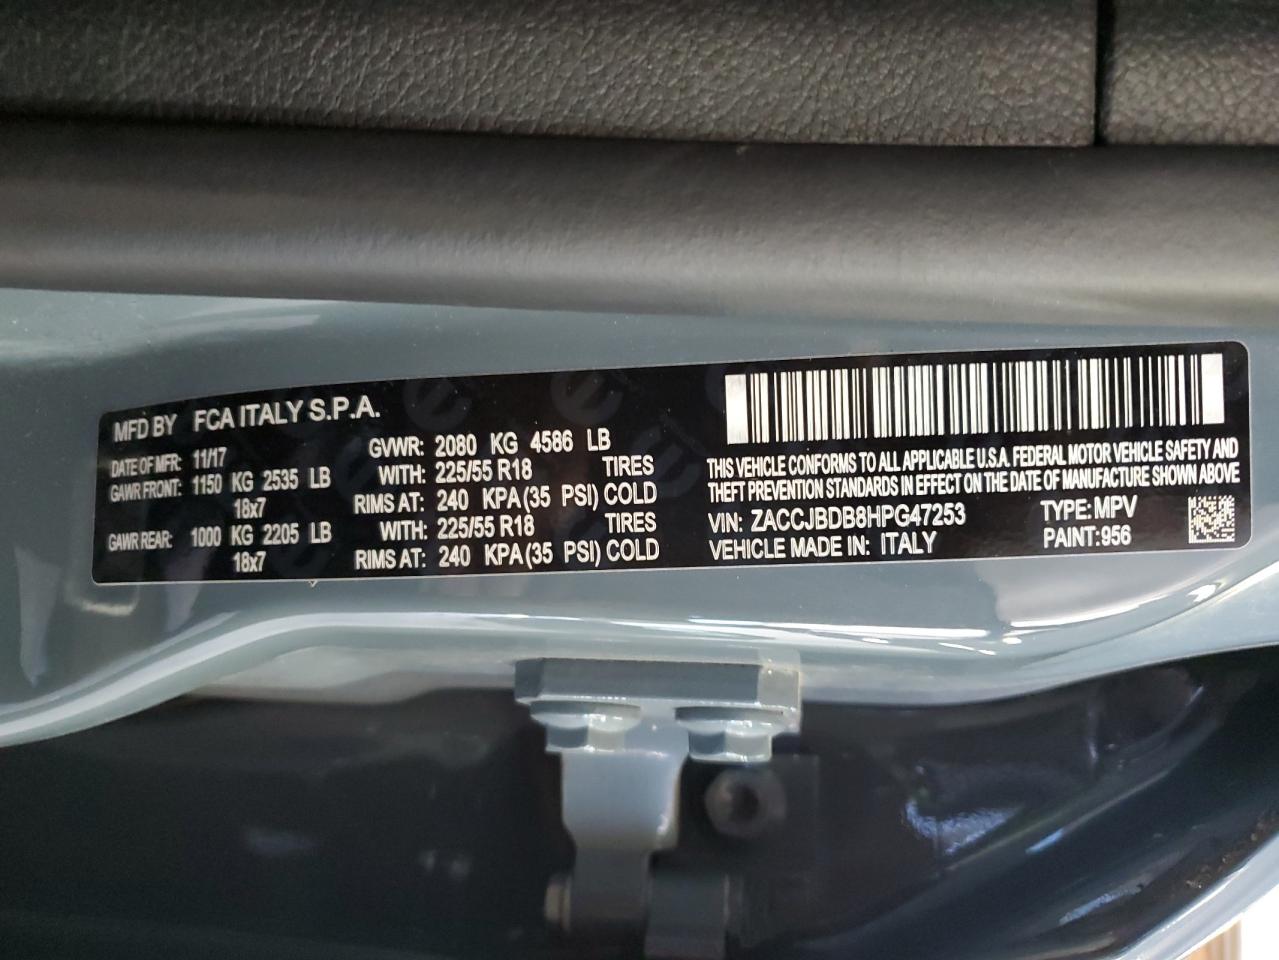 MFD BY FCA ITALY S.P.A.
DATE OF MFR: 11/17 GVWR: 2080 KG 4586 LB
GAWR FRONT: 1150 KG 2535 LB WITH: 225/55 R18 TIRES
18x7 RIMS AT: 240 KPA (35 PSI) COLD
GAWR REAR: 1000 KG 2205 LB WITH: 225/55 R18 TIRES
18x7 RIMS AT: 240 KPA (35 PSI) COLD
THIS VEHICLE CONFORMS TO ALL APPLICABLE U.S.A. FEDERAL MOTOR VEHICLE SAFETY AND
THEFT PREVENTION STANDARDS IN EFFECT ON THE DATE OF MANUFACTURE SHOWN ABOVE
VIN: ZACCJBDB8HPG47253 TYPE: MPV
VEHICLE MADE IN: ITALY PAINT:956